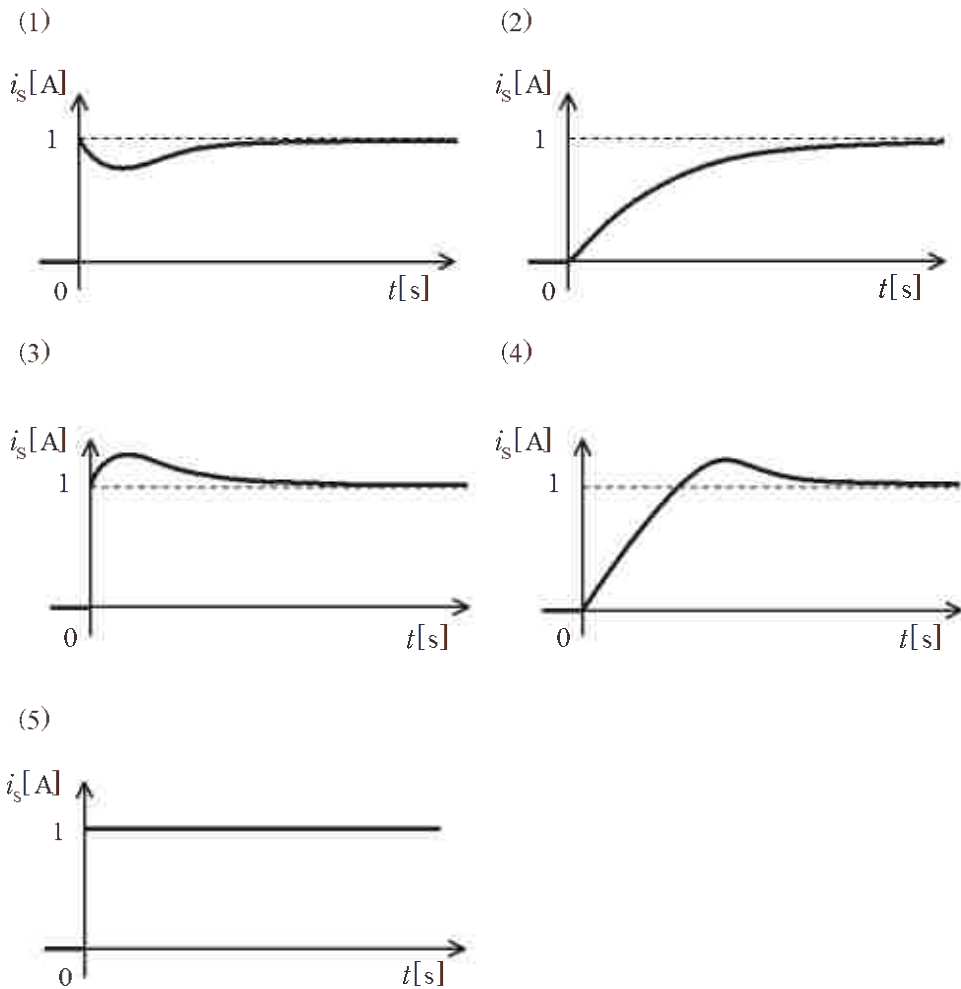 (1)
(2)
i_s[A]
1
0
t[s]
i_s[A]
1
0
t[s]
(3)
(4)
i_s[A]
1
0
t[s]
i_s[A]
1
0
t[s]
(5)
i_s[A]
1
0
t[s]